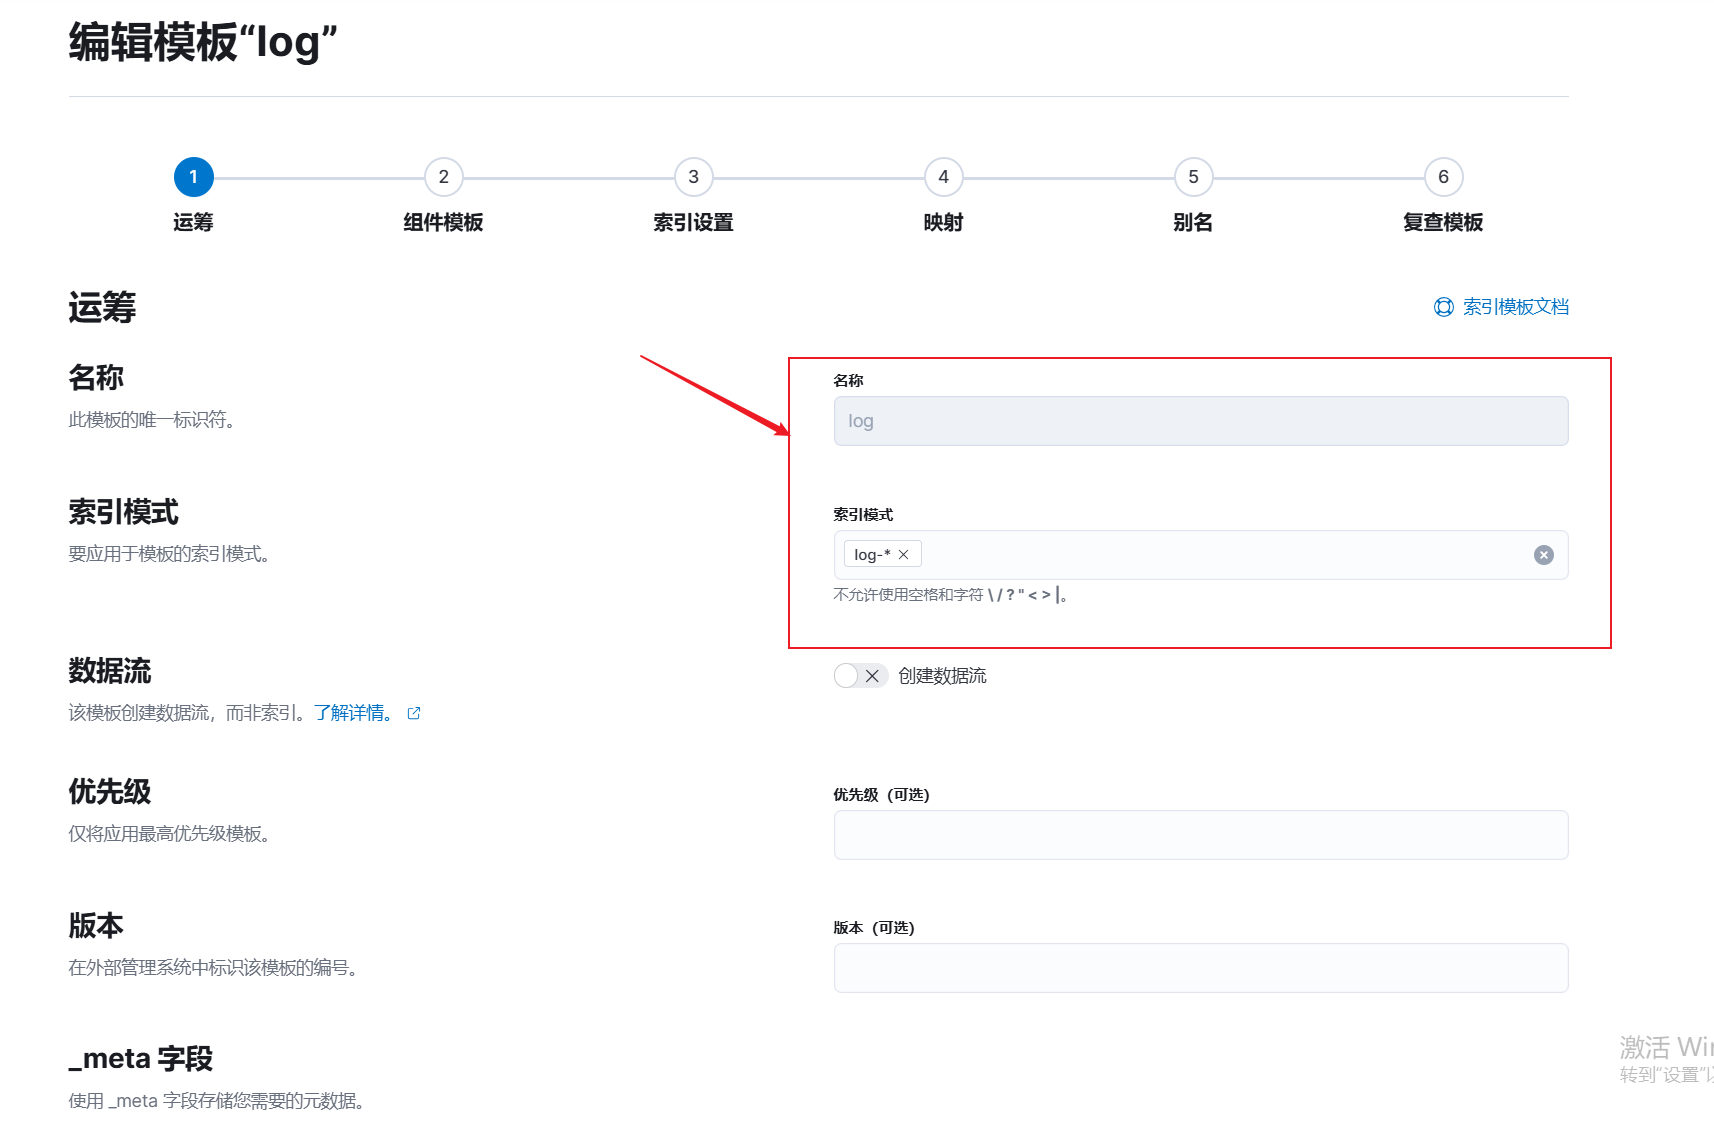 编辑模板“log”
1
2
3
4
5
6
运筹
组件模板
索引设置
映射
别名
复查模板
运筹
索引模板文档
名称
此模板的唯一标识符。
名称
log
索引模式
要应用于模板的索引模式。
索引模式
log-*
不允许使用空格和字符 \ / ? " < > |。
数据流
该模板创建数据流，而非索引。了解详情。
创建数据流
优先级
仅将应用最高优先级模板。
优先级（可选）
版本
在外部管理系统中标识该模板的编号。
版本（可选）
_meta 字段
使用 _meta 字段存储您需要的元数据。
激活 Win
转到“设置”以